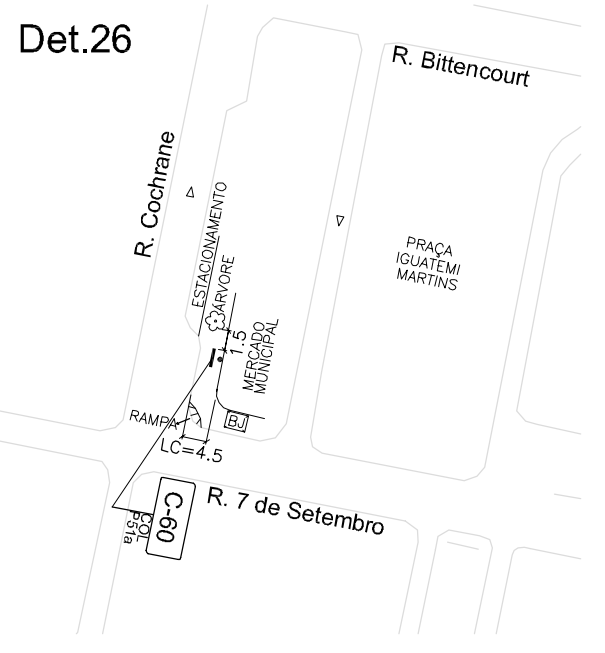 Det.26
R. Bittencourt
R. Cochrane
ESTACIONAMENTO
ÁRVORE
PRAÇA
IGUATEMI
MARTINS
1.5
MERCADO
MUNICIPAL
RAMPA
BJ
LC=4.5
C-60
COL
P51a
R. 7 de Setembro